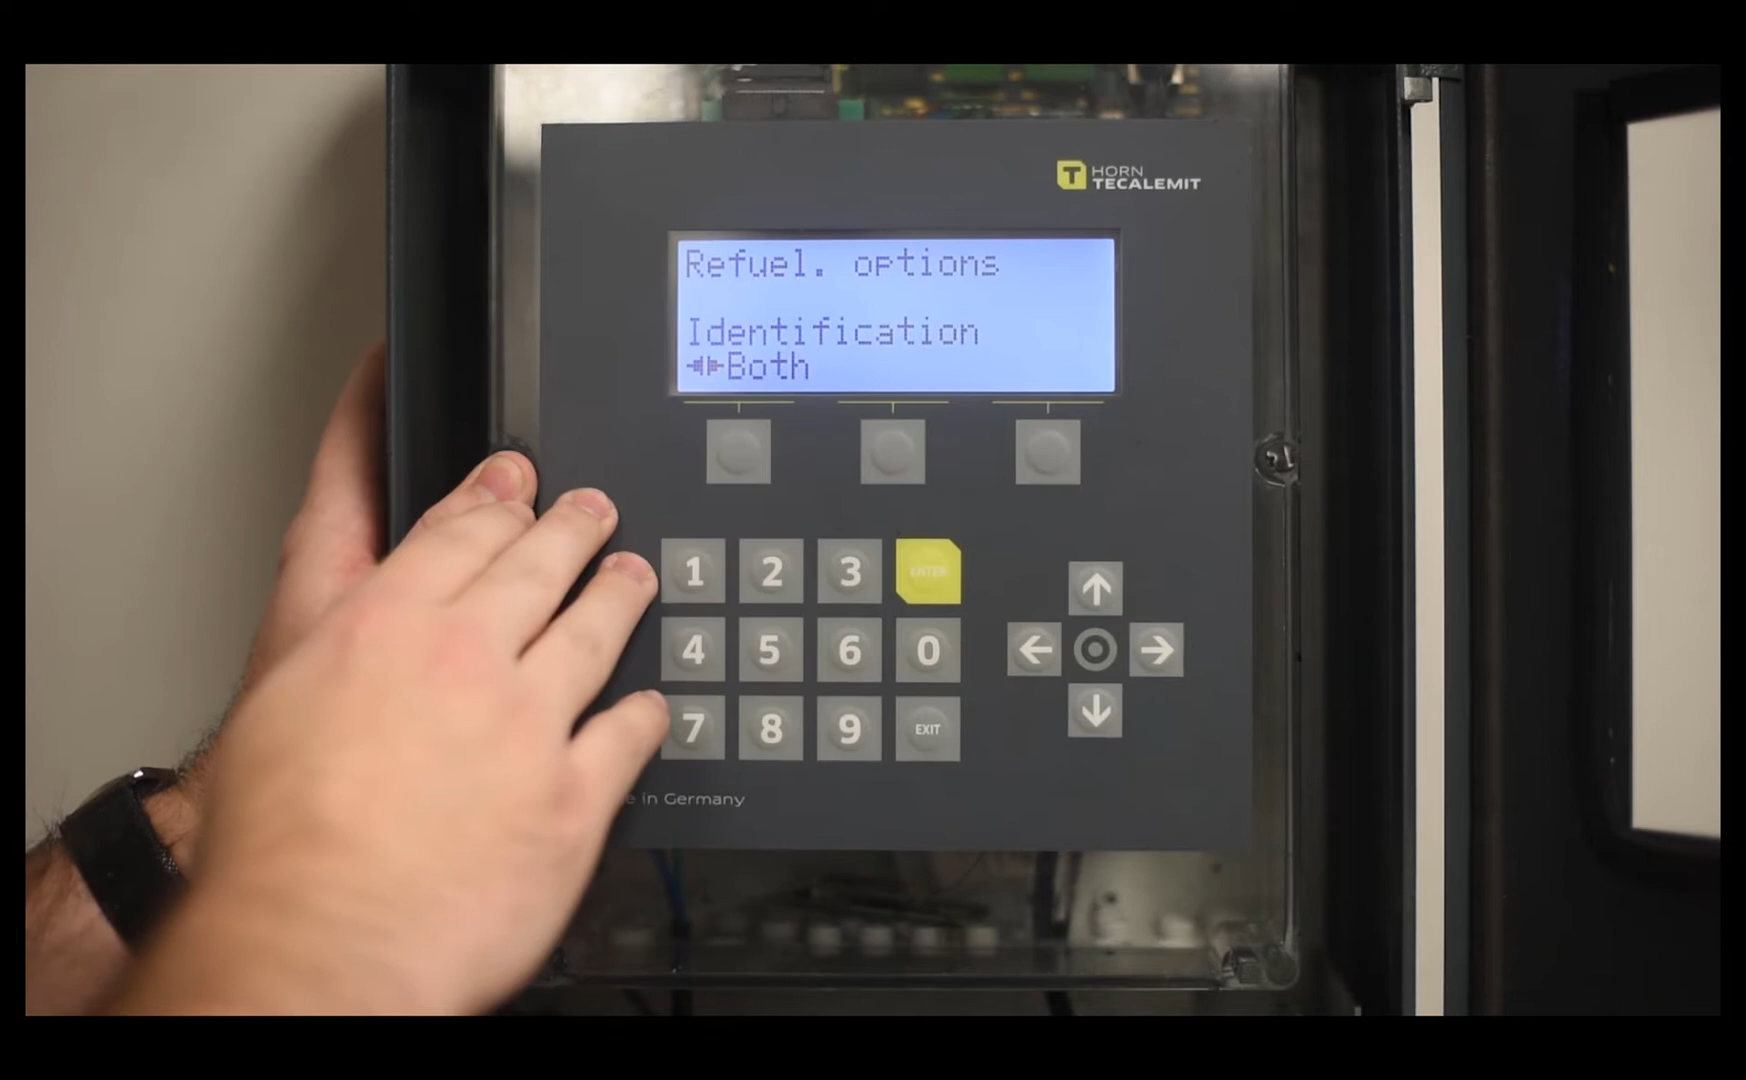 HORN
TECALEMIT
Refuel. options
Identification
Both
1 2 3 ENTER
4 5 6 0
7 8 9 EXIT
in Germany